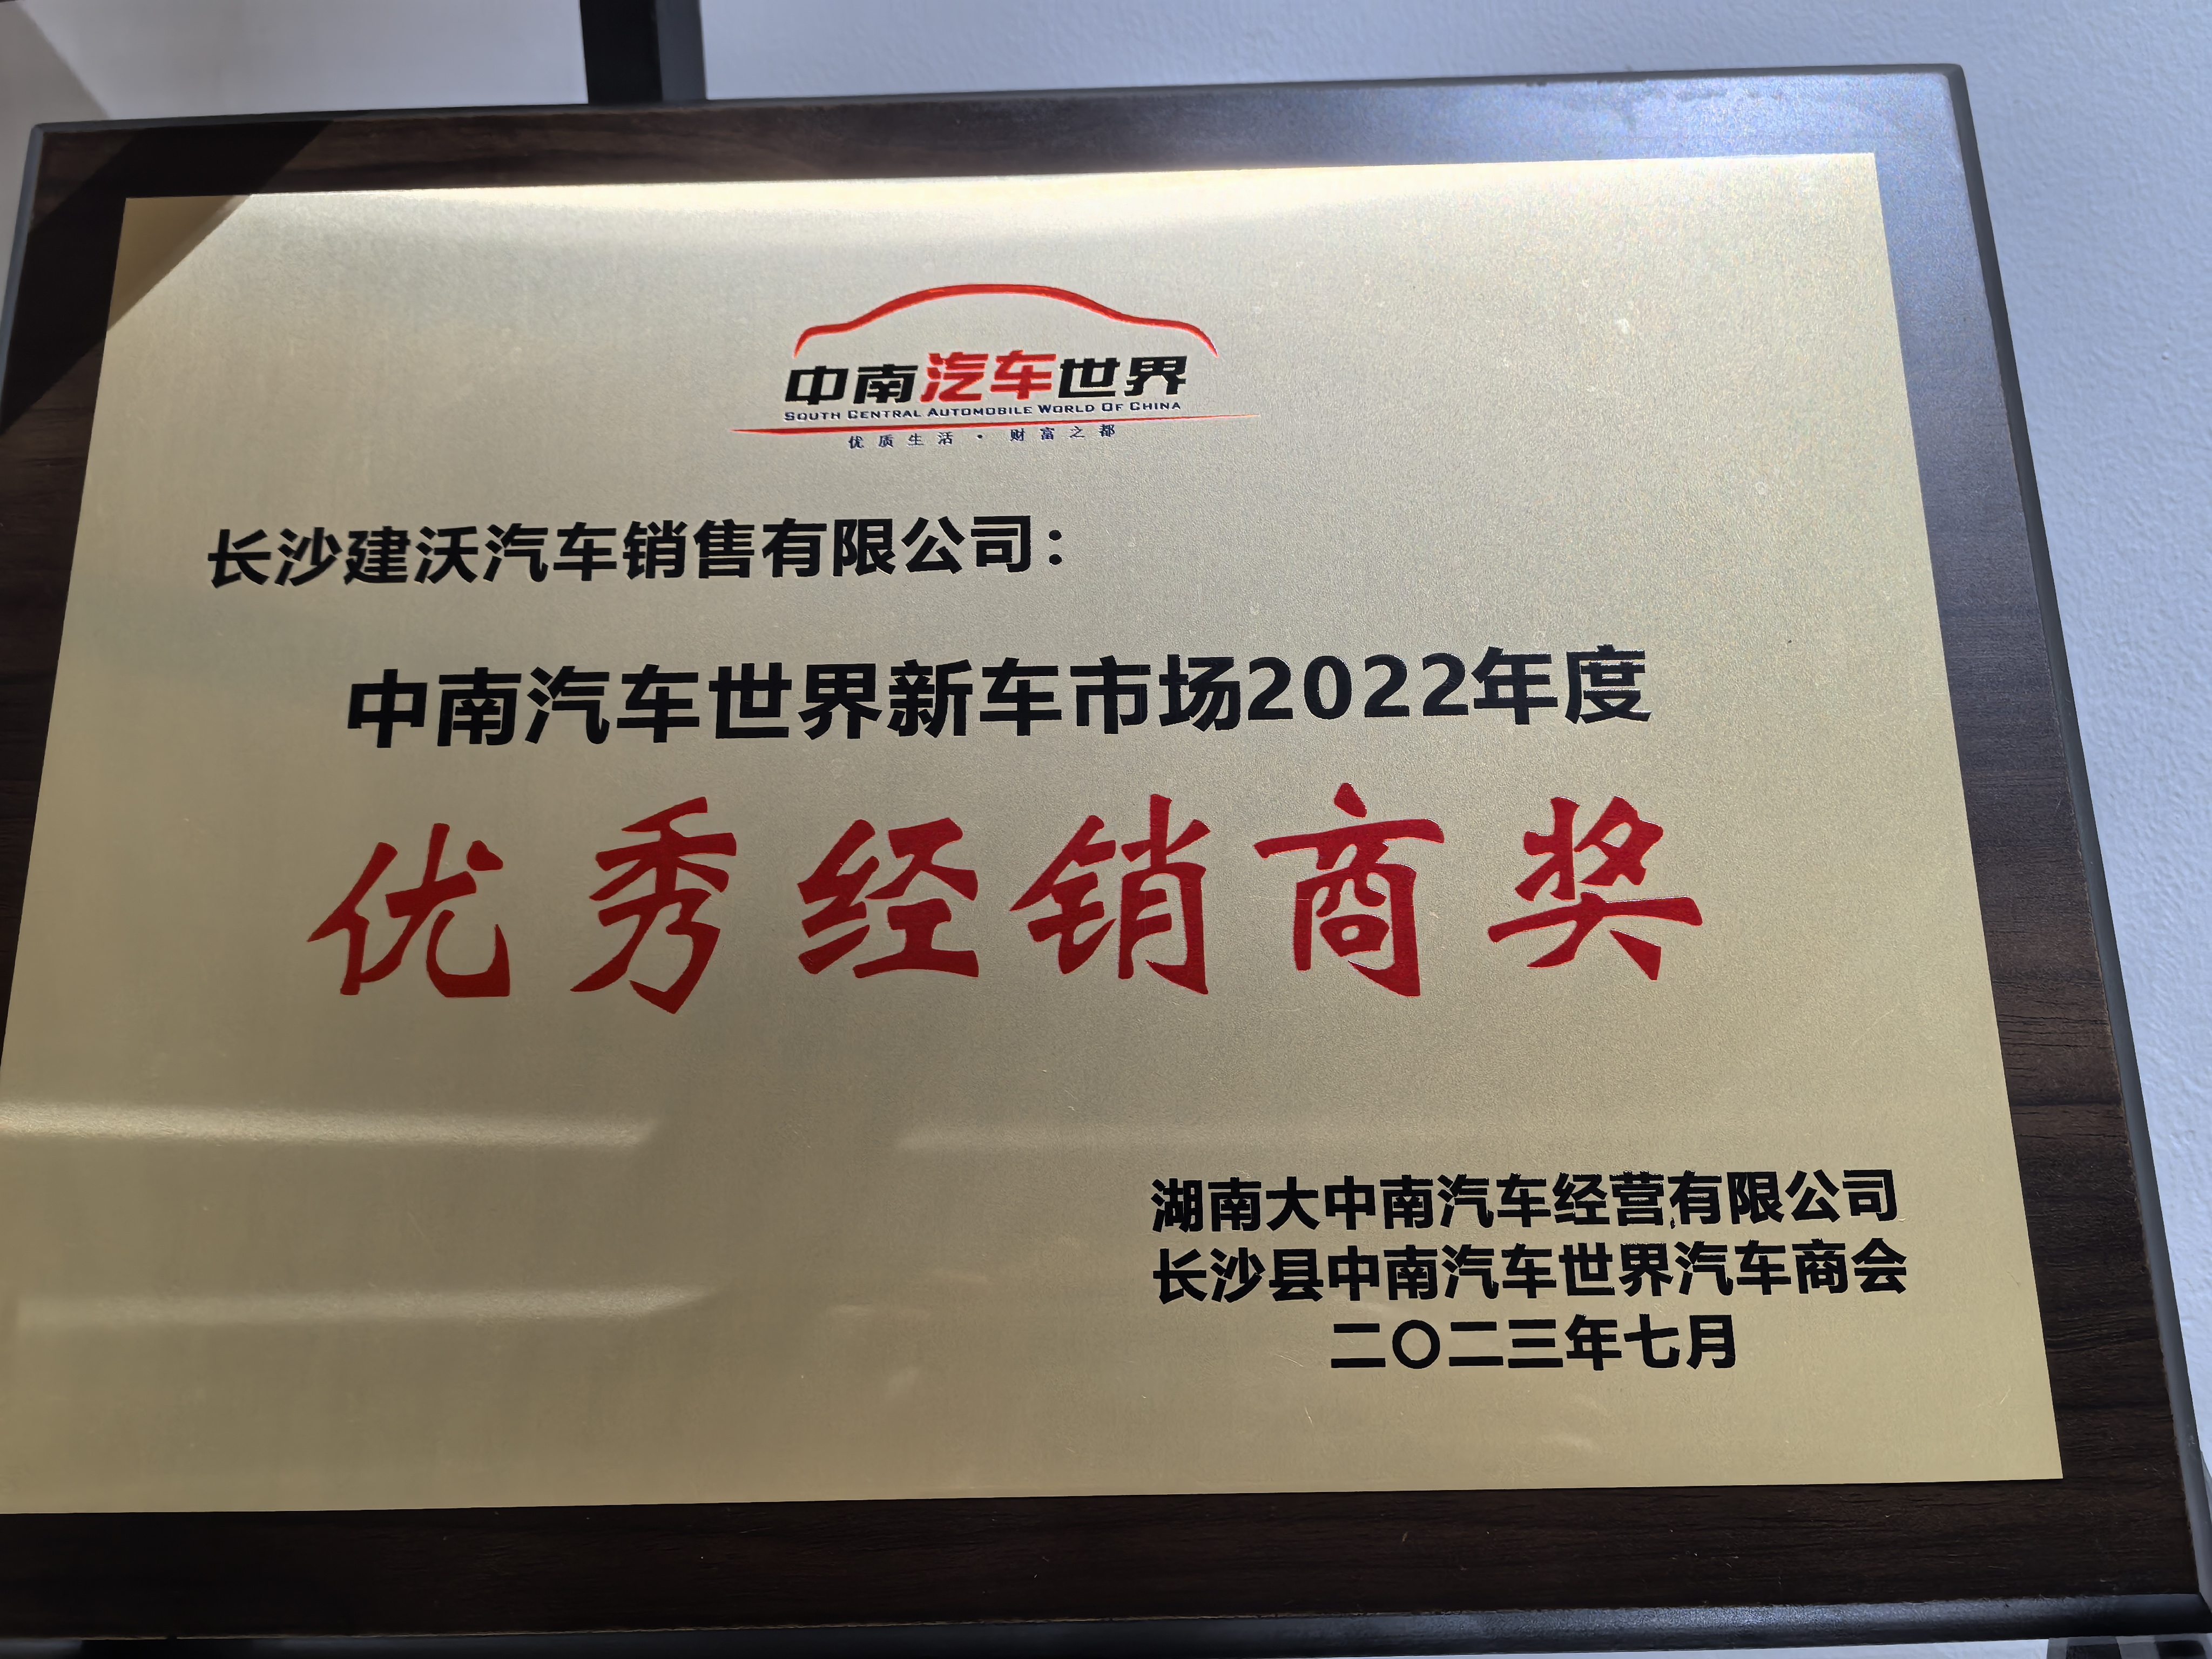 中南汽车世界
SOUTH CENTRAL AUTOMOBILE WORLD OF CHINA
优质生活·财富之都
长沙建沃汽车销售有限公司：
中南汽车世界新车市场2022年度
优秀经销商奖
湖南大中南汽车经营有限公司
长沙县中南汽车世界汽车商会
二〇二三年七月